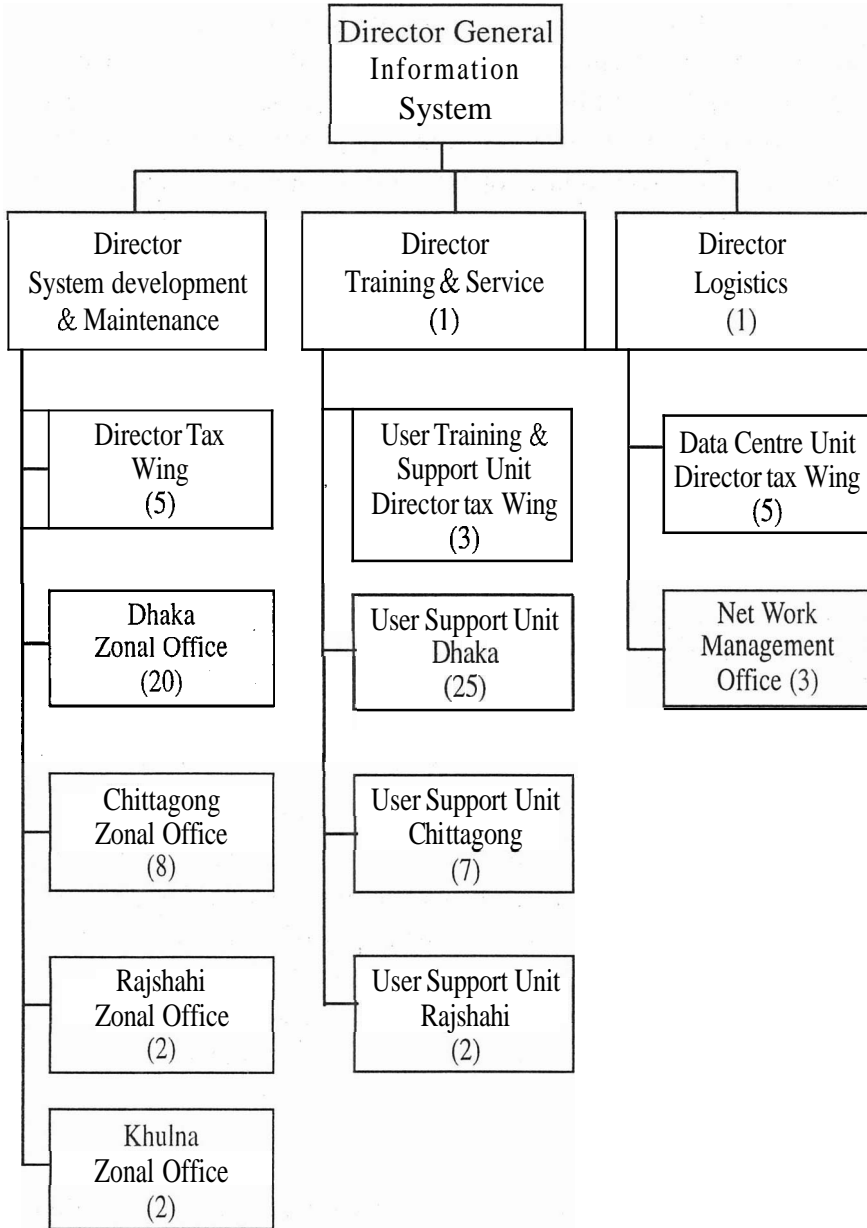 Director General
Information
System
Director
System development
& Maintenance
Director
Training & Service
(1)
Director
Logistics
(1)
Director Tax
Wing
(5)
Dhaka
Zonal Office
(20)
Chittagong
Zonal Office
(8)
Rajshahi
Zonal Office
(2)
Khulna
Zonal Office
(2)
User Training &
Support Unit
Director tax Wing
(3)
User Support Unit
Dhaka
(25)
User Support Unit
Chittagong
(7)
User Support Unit
Rajshahi
(2)
Data Centre Unit
Director tax Wing
(5)
Net Work
Management
Office (3)